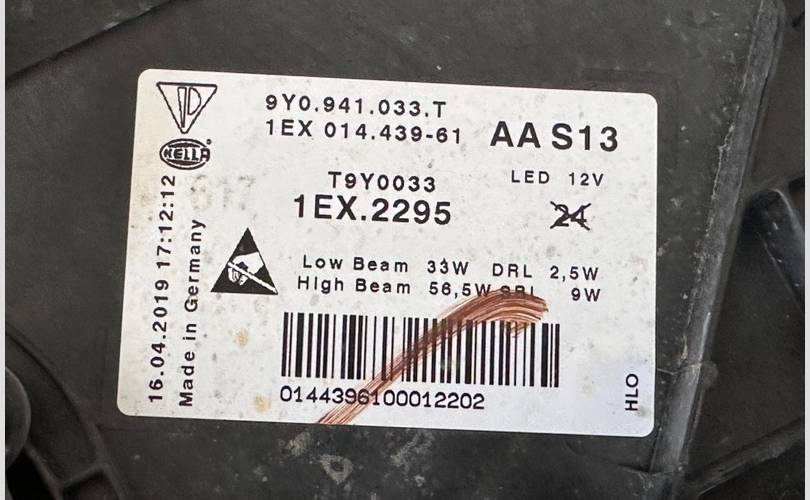 9Y0.941.033.T
1EX 014.439-61
AA S13
HELLA
T9Y0033
LED 12V
1EX.2295
24
Low Beam 33W DRL 2,5W
High Beam 56,5W SBL 9W
16.04.2019 17:12:12
Made in Germany
0144396100012202
HLO